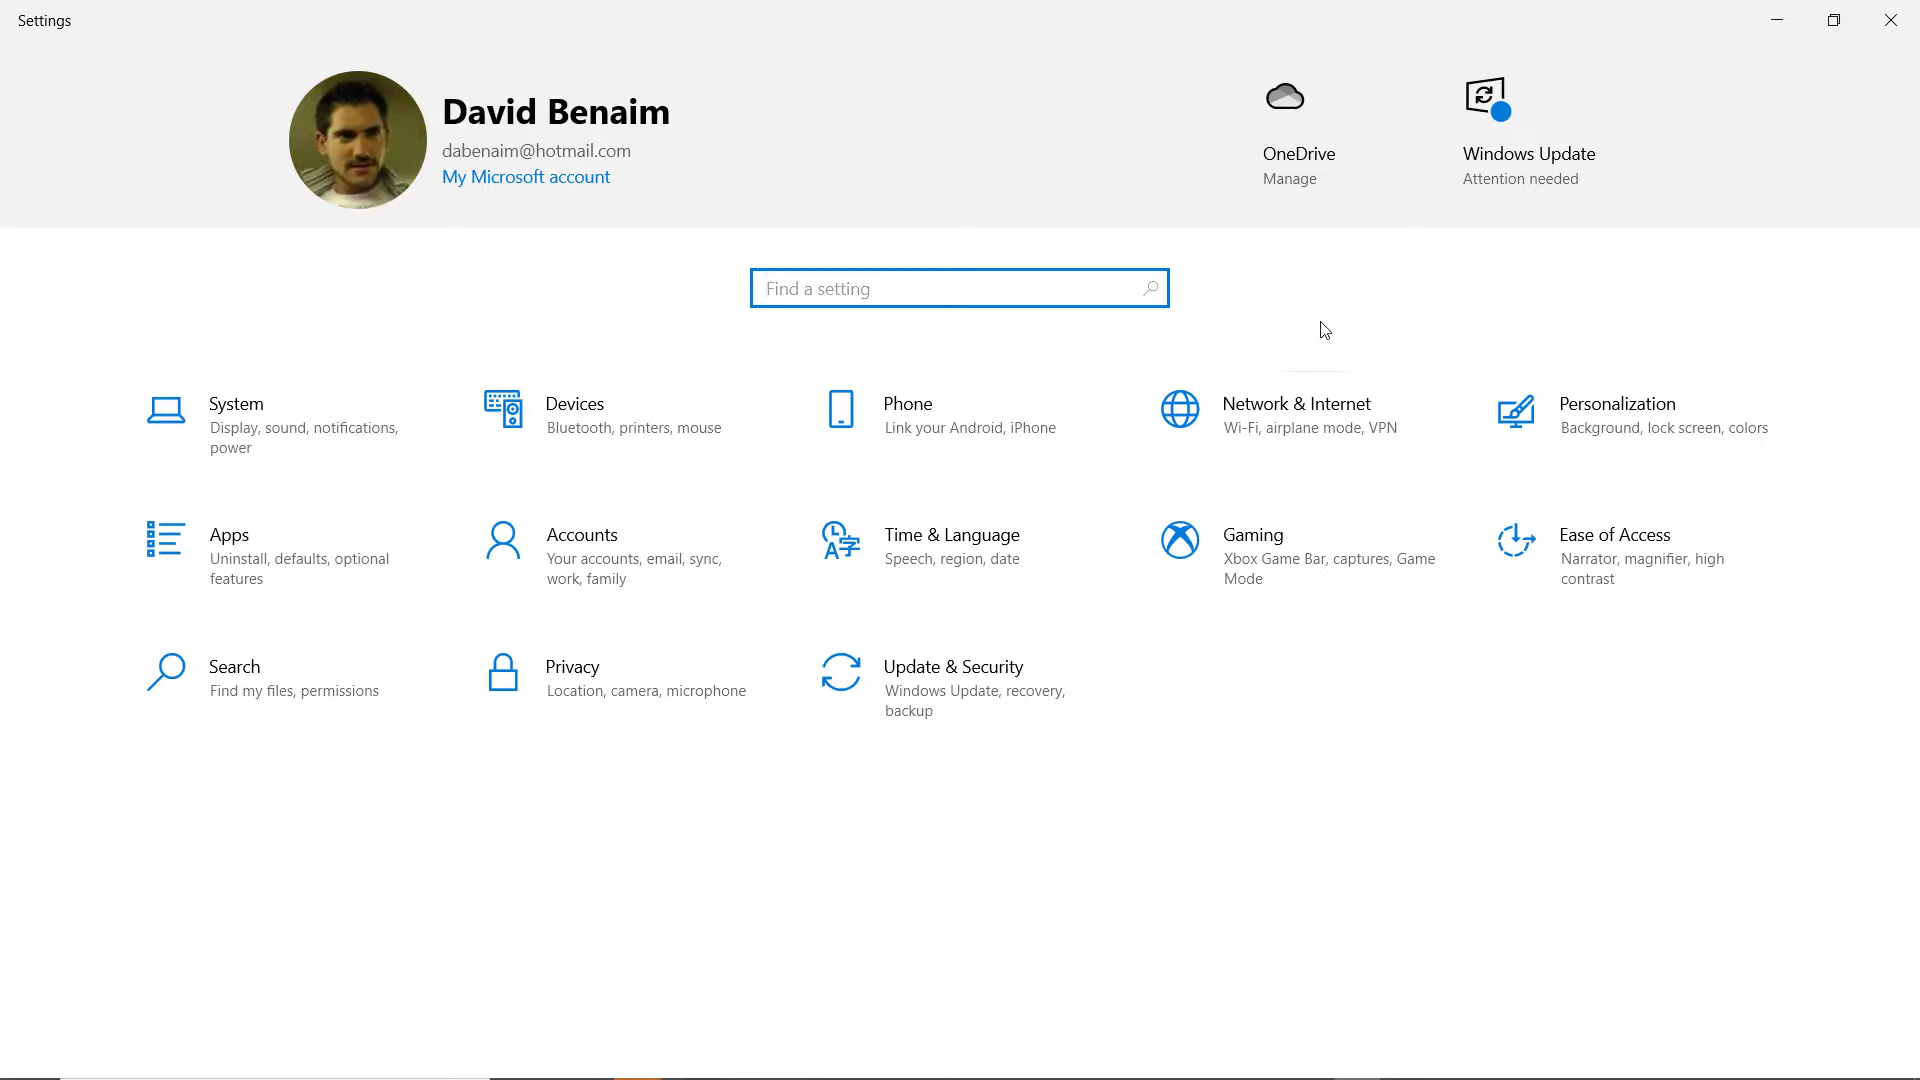 Settings
David Benaim
dabenaim@hotmail.com
My Microsoft account
OneDrive
Manage
Windows Update
Attention needed
Find a setting
System
Display, sound, notifications,
power
Devices
Bluetooth, printers, mouse
Phone
Link your Android, iPhone
Network & Internet
Wi-Fi, airplane mode, VPN
Personalization
Background, lock screen, colors
Apps
Uninstall, defaults, optional
features
Accounts
Your accounts, email, sync,
work, family
Time & Language
Speech, region, date
Gaming
Xbox Game Bar, captures, Game
Mode
Ease of Access
Narrator, magnifier, high
contrast
Search
Find my files, permissions
Privacy
Location, camera, microphone
Update & Security
Windows Update, recovery,
backup